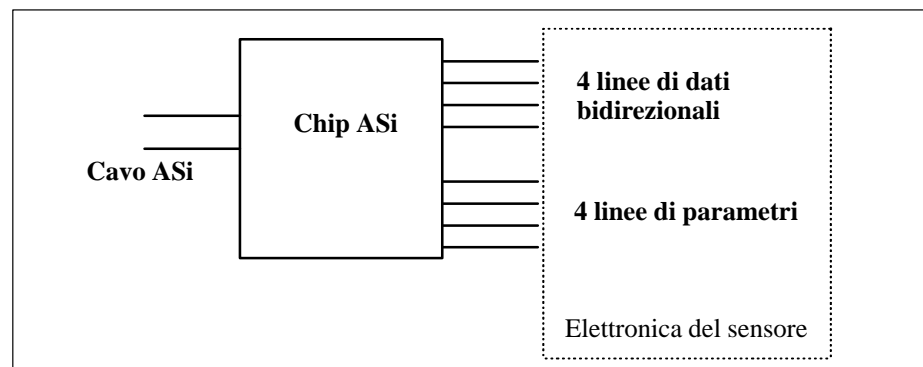 Cavo ASi
Chip ASi
4 linee di dati
bidirezionali
4 linee di parametri
Elettronica del sensore